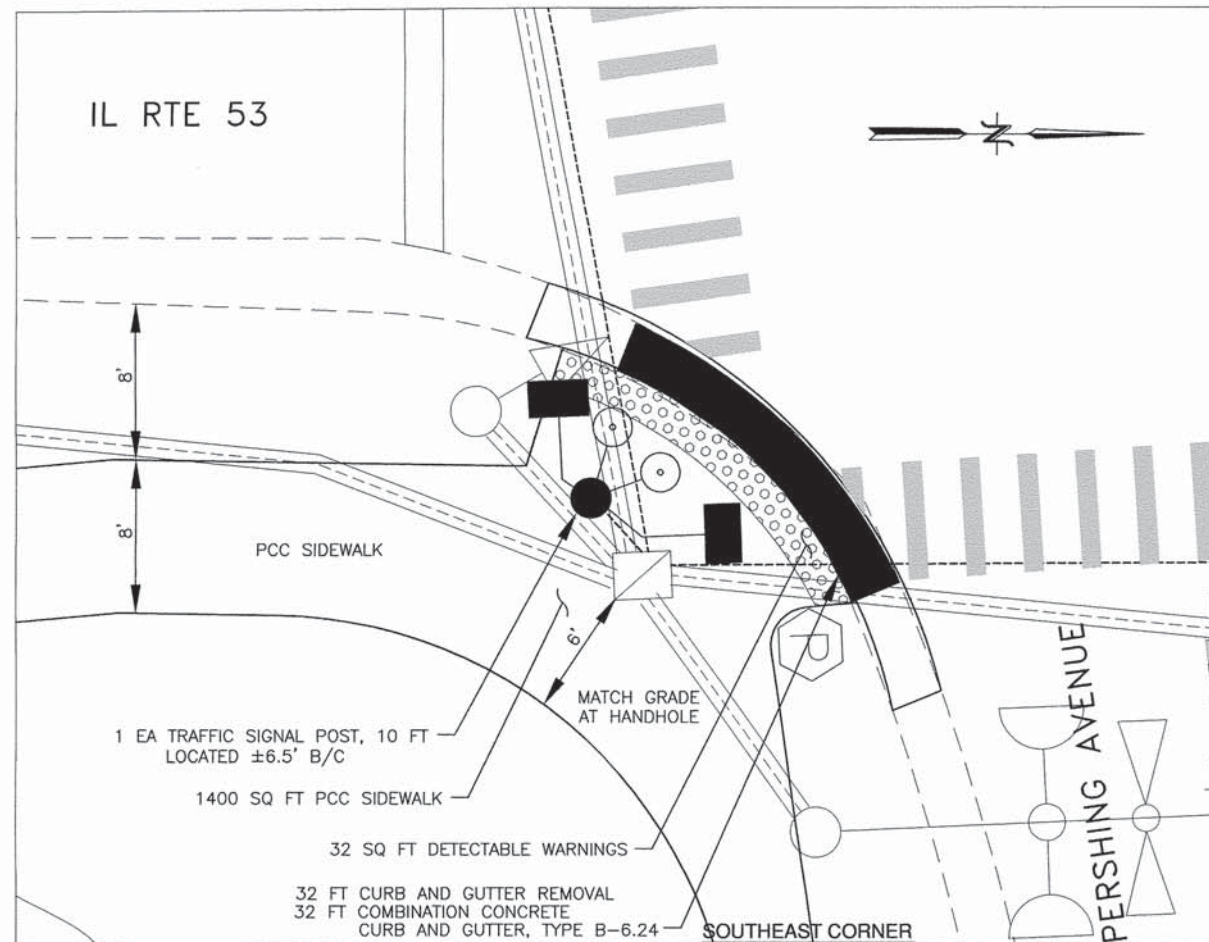 IL RTE 53
N
8'
8'
PCC SIDEWALK
6'
P
MATCH GRADE
AT HANDHOLE
1 EA TRAFFIC SIGNAL POST, 10 FT
LOCATED ±6.5' B/C
1400 SQ FT PCC SIDEWALK
32 SQ FT DETECTABLE WARNINGS
32 FT CURB AND GUTTER REMOVAL
32 FT COMBINATION CONCRETE
CURB AND GUTTER, TYPE B-6.24
SOUTHEAST CORNER
PERSHING AVENUE